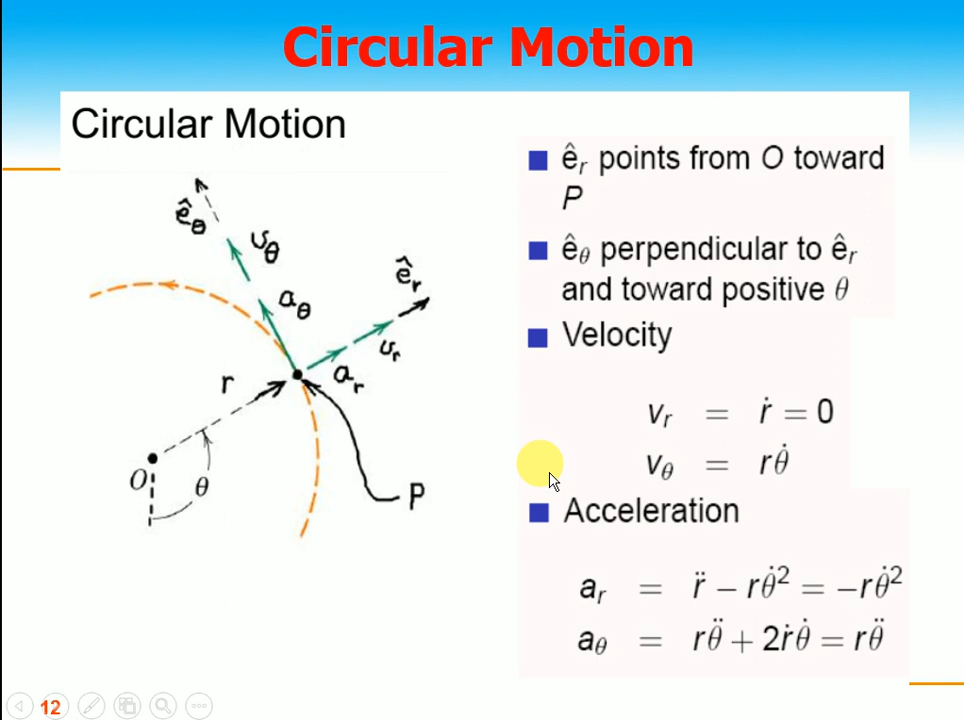 Circular Motion
Circular Motion
ê_θ
v_θ
a_θ
ê_r
v_r
a_r
r
O
θ
P
ê_r points from O toward
P
ê_θ perpendicular to ê_r
and toward positive θ
Velocity
v_r = ṙ = 0
v_θ = rθ̇
Acceleration
a_r = r̈ − rθ̇² = −rθ̇²
a_θ = rθ̈ + 2ṙθ̇ = rθ̈
12